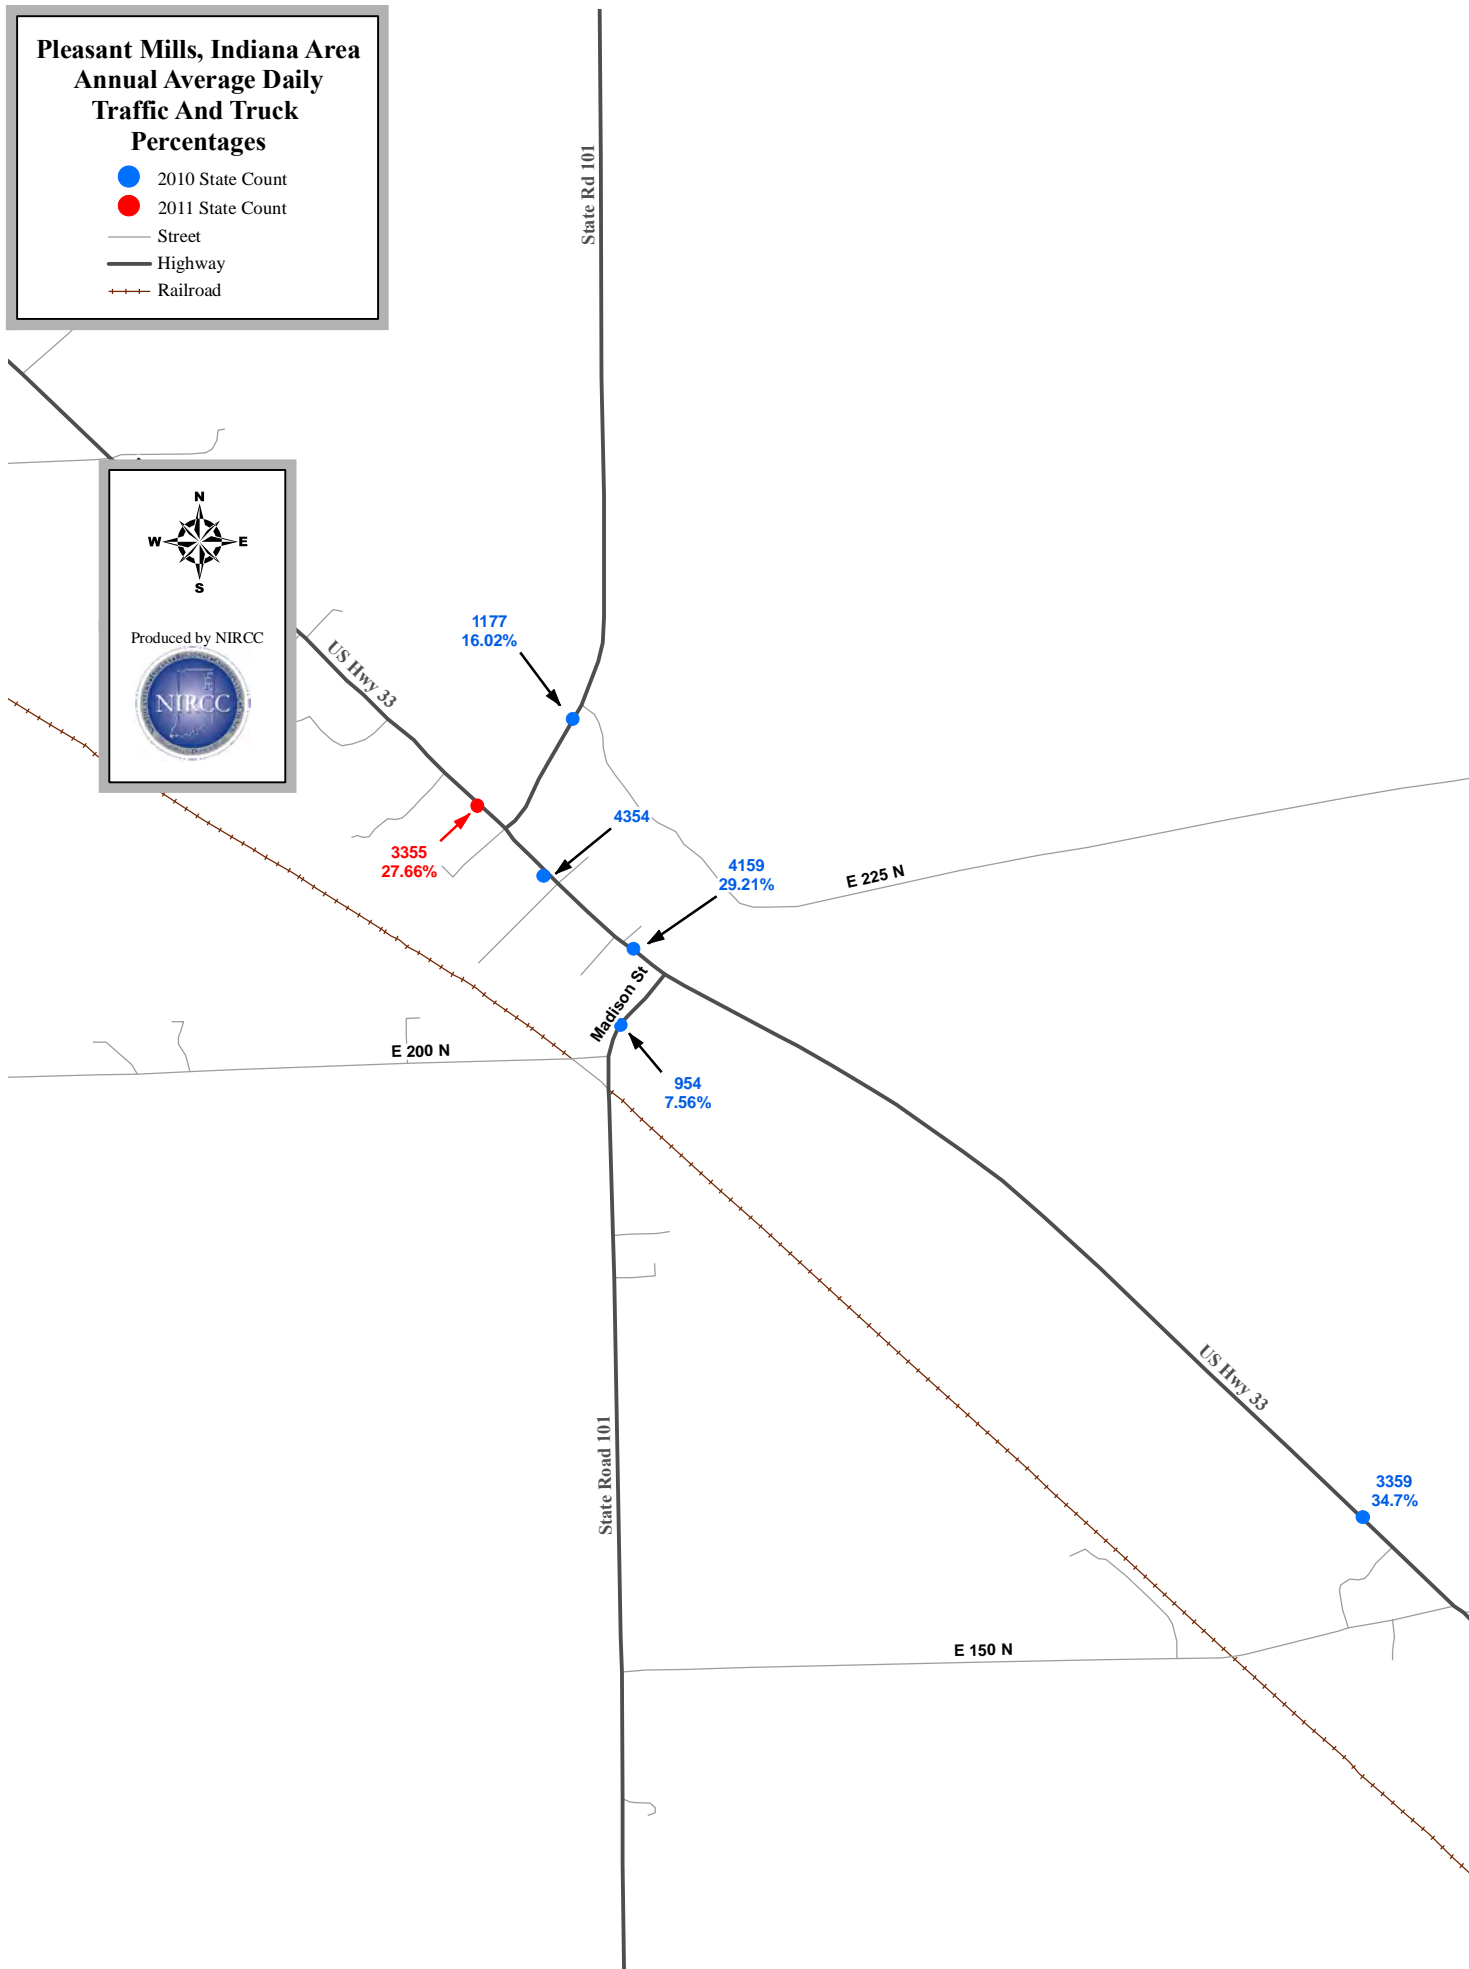 Pleasant Mills, Indiana Area
Annual Average Daily
Traffic And Truck
Percentages
2010 State Count
2011 State Count
Street
Highway
Railroad
State Rd 101
N
W
E
S
Produced by NIRCC
NIRCC
US Hwy 33
1177
16.02%
4354
3355
27.66%
4159
29.21%
E 225 N
Madison St
E 200 N
954
7.56%
US Hwy 33
State Road 101
3359
34.7%
E 150 N